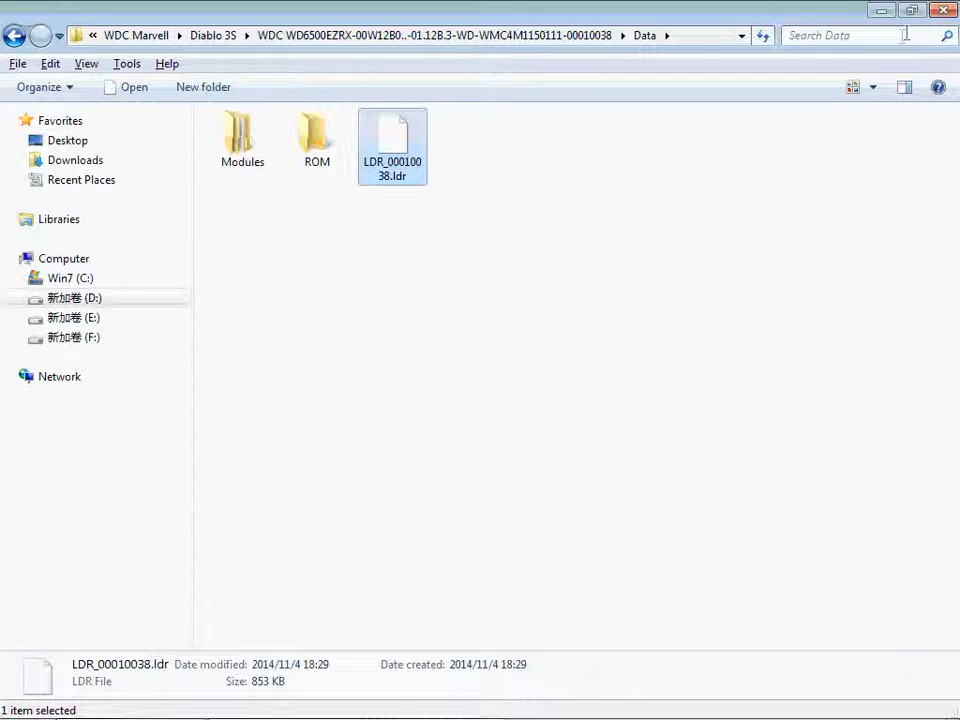 « WDC Marvell ▸ Diablo 3S ▸ WDC WD6500EZRX-00W12B0..-01.12B.3-WD-WMC4M1150111-00010038 ▸ Data ▸ Search Data
File Edit View Tools Help
Organize Open New folder
Favorites
Desktop
Downloads
Recent Places
Libraries
Computer
Win7 (C:)
新加卷 (D:)
新加卷 (E:)
新加卷 (F:)
Network
Modules
ROM
LDR_000100
38.ldr
LDR_00010038.ldr Date modified: 2014/11/4 18:29 Date created: 2014/11/4 18:29
LDR File Size: 853 KB
1 item selected